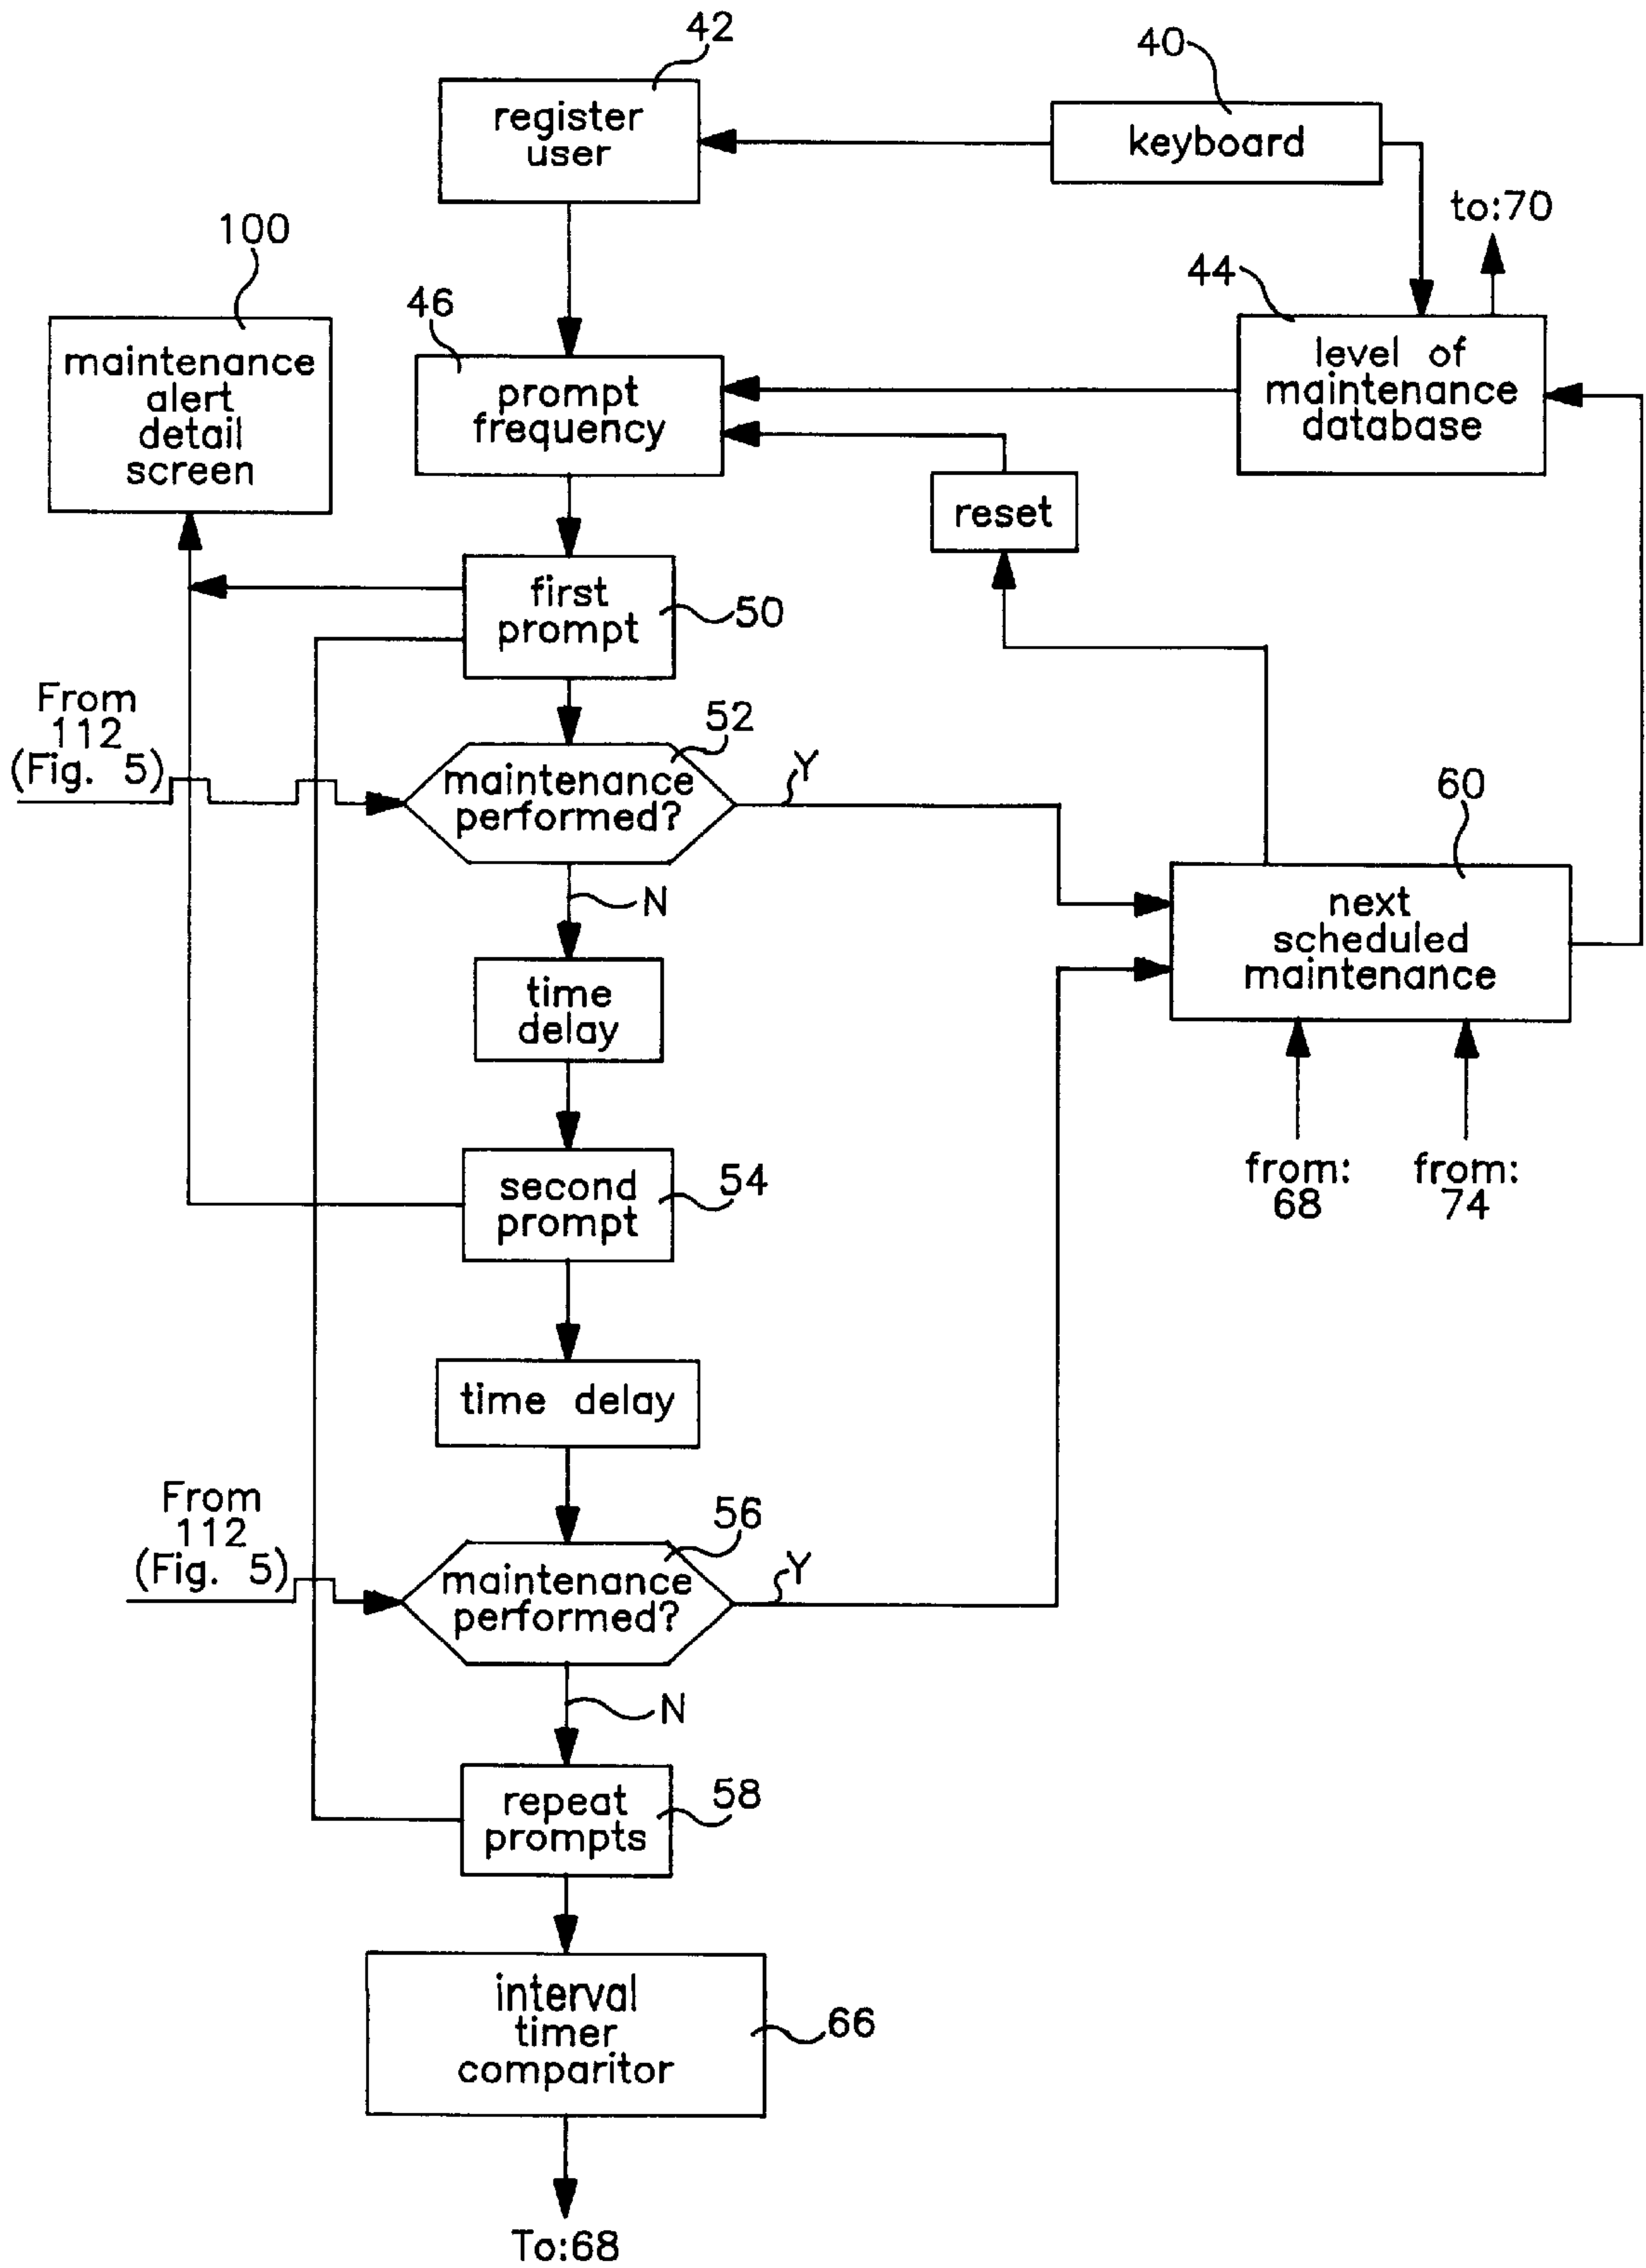 42
register
user
40
keyboard
to:70
100
maintenance
alert
detail
screen
46
prompt
frequency
44
level of
maintenance
database
reset
first
prompt
50
From
112
(Fig. 5)
52
maintenance
performed?
Y
N
60
next
scheduled
maintenance
time
delay
from:
68
from:
74
second
prompt
54
time delay
From
112
(Fig. 5)
56
maintenance
performed?
Y
N
repeat
prompts
58
interval
timer
comparitor
66
To:68